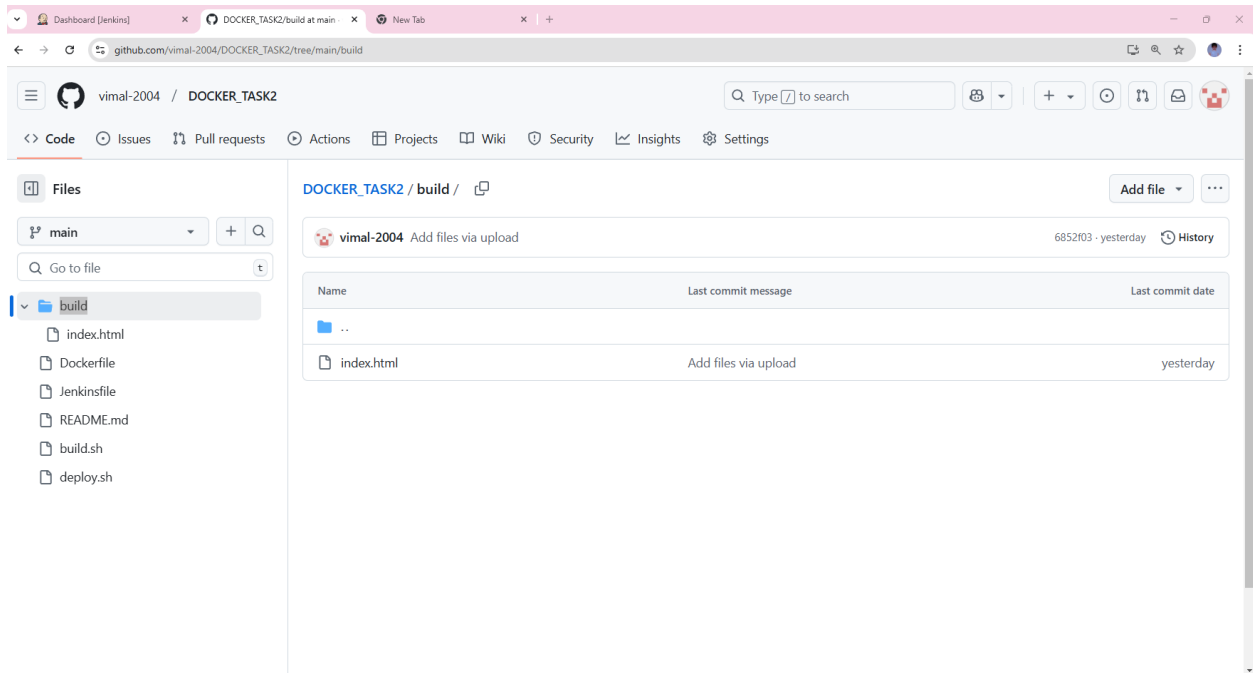 Dashboard [Jenkins]
DOCKER_TASK2/build at main ·
New Tab
github.com/vimal-2004/DOCKER_TASK2/tree/main/build
vimal-2004 / DOCKER_TASK2
Type / to search
Code
Issues
Pull requests
Actions
Projects
Wiki
Security
Insights
Settings
Files
main
Go to file
t
build
index.html
Dockerfile
Jenkinsfile
README.md
build.sh
deploy.sh
DOCKER_TASK2 / build /
Add file
vimal-2004 Add files via upload
6852f03 · yesterday
History
Name Last commit message Last commit date
..
index.html Add files via upload yesterday